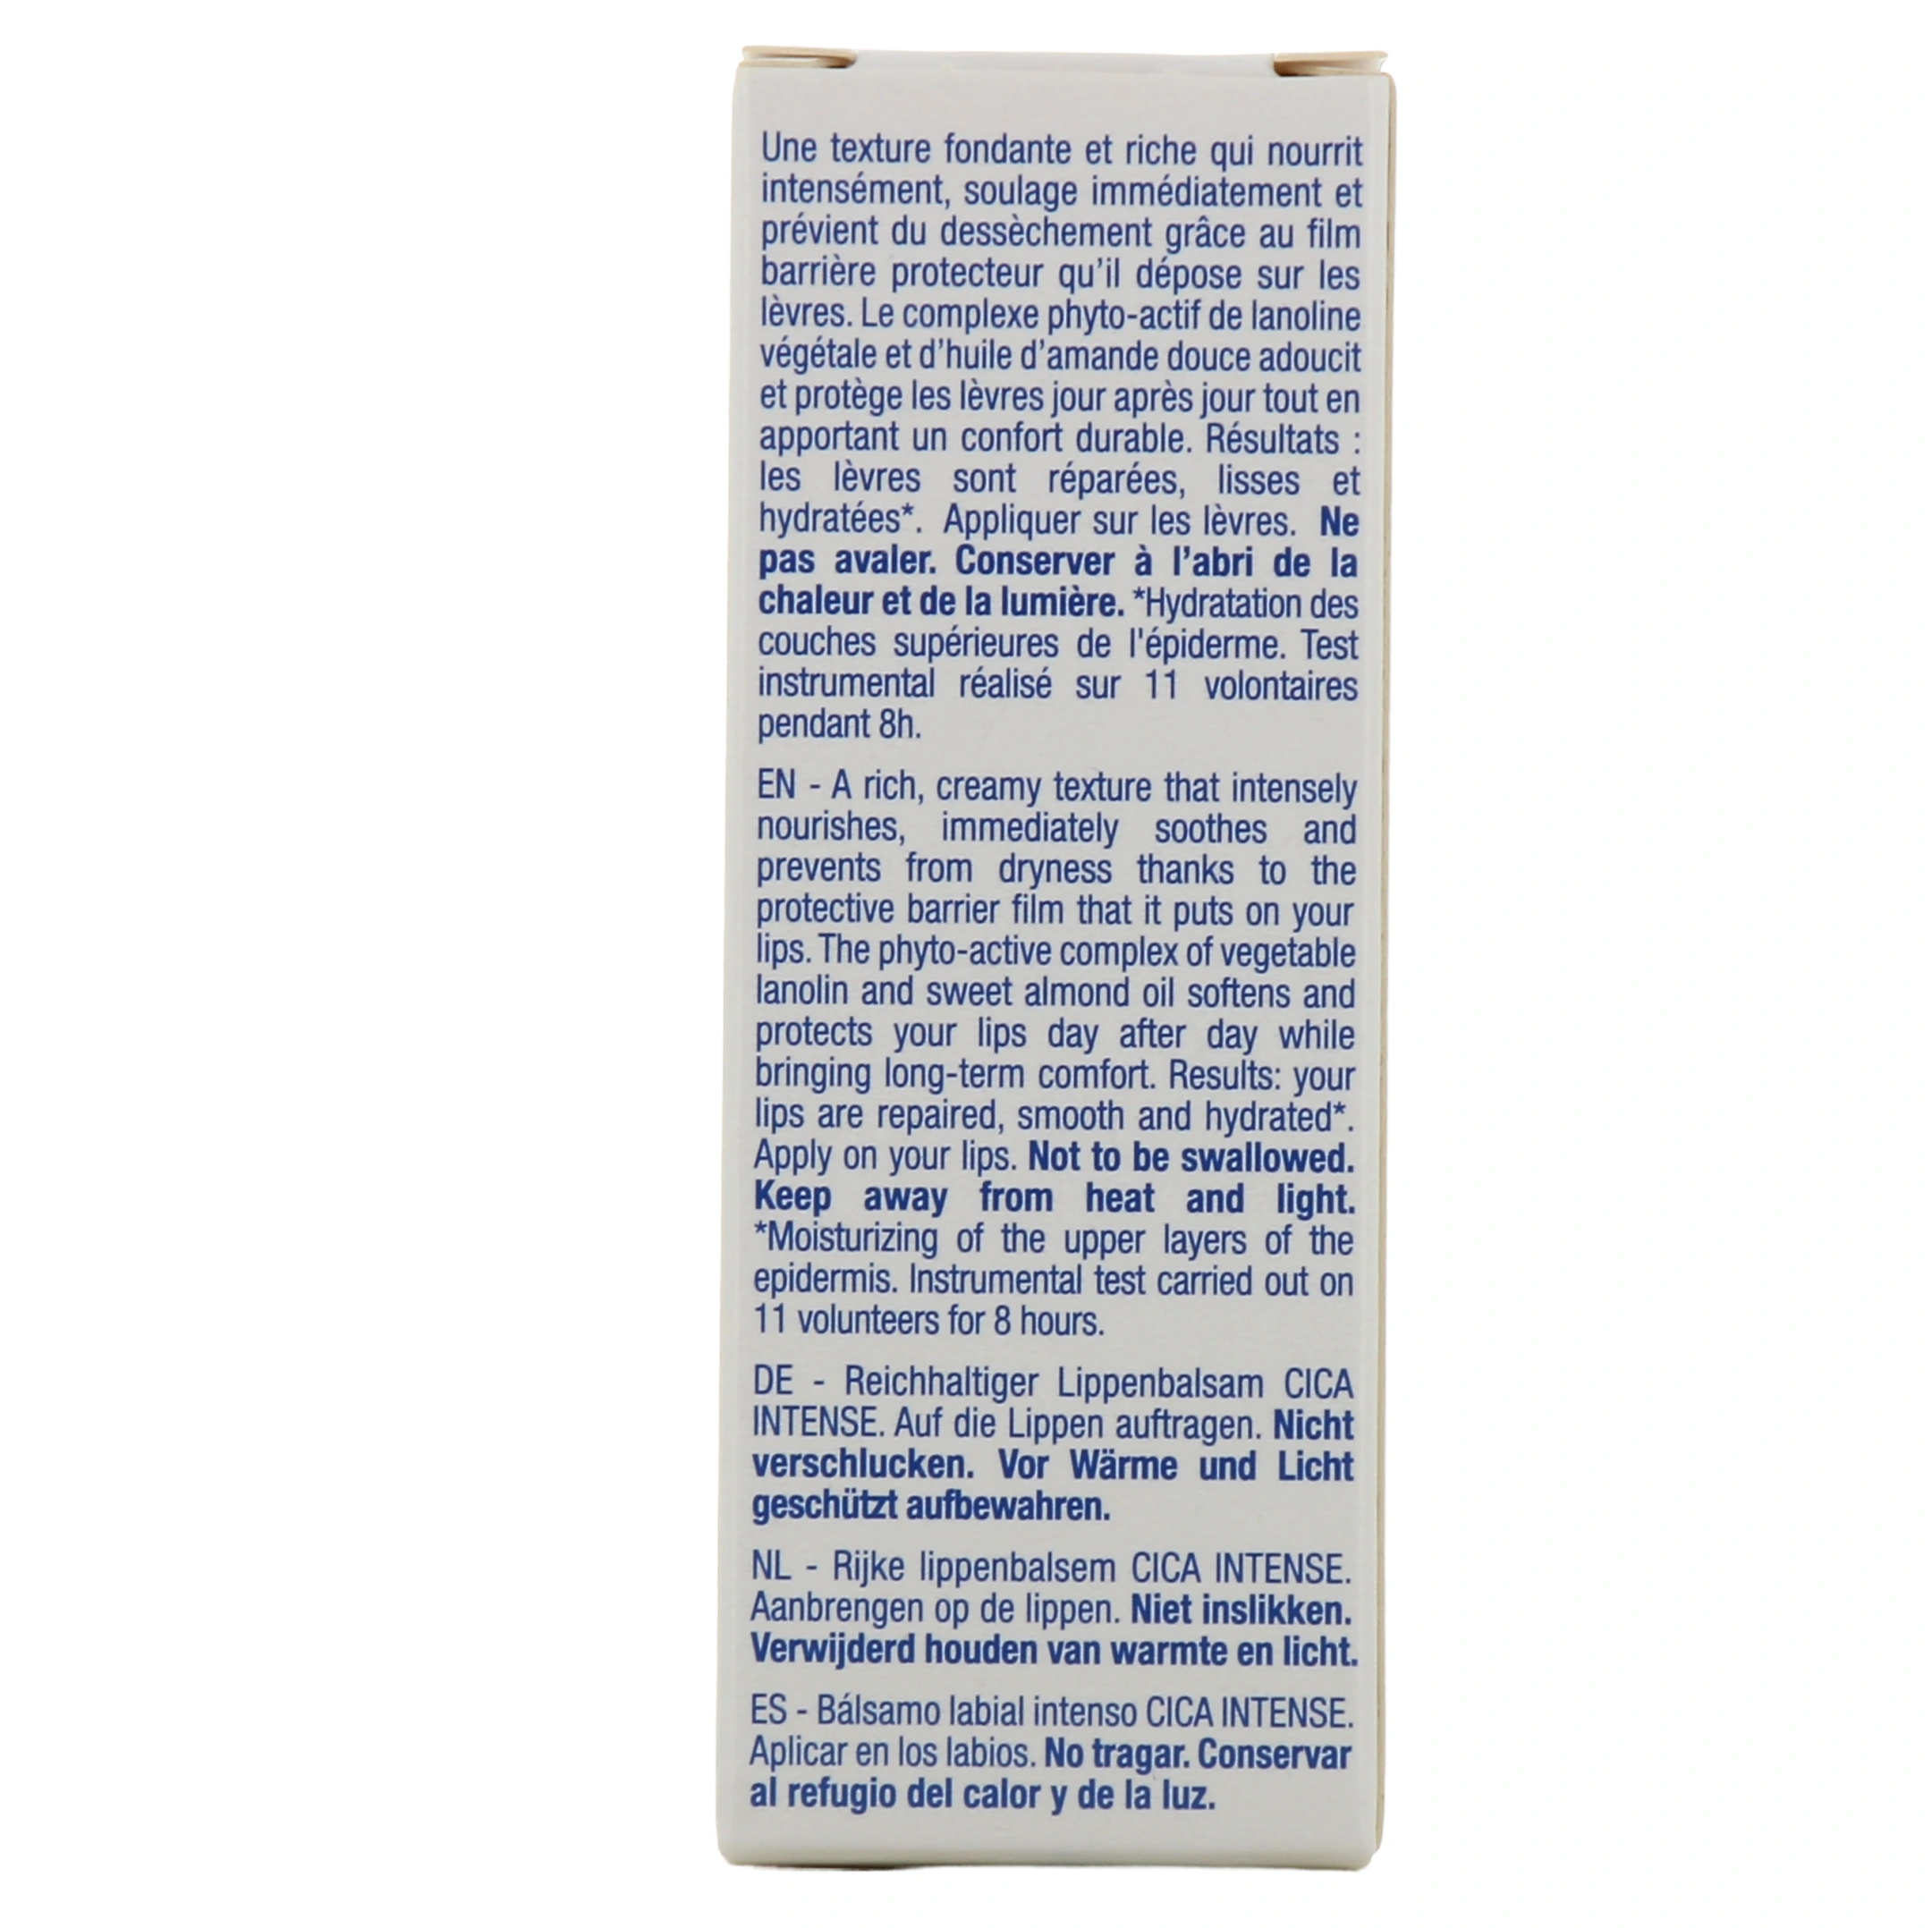 Une texture fondante et riche qui nourrit
intensément, soulage immédiatement et
prévient du dessèchement grâce au film
barrière protecteur qu’il dépose sur les
lèvres. Le complexe phyto-actif de lanoline
végétale et d’huile d’amande douce adoucit
et protège les lèvres jour après jour tout en
apportant un confort durable. Résultats :
les lèvres sont réparées, lisses et
hydratées*. Appliquer sur les lèvres. Ne
pas avaler. Conserver à l’abri de la
chaleur et de la lumière. *Hydratation des
couches supérieures de l'épiderme. Test
instrumental réalisé sur 11 volontaires
pendant 8h.
EN - A rich, creamy texture that intensely
nourishes, immediately soothes and
prevents from dryness thanks to the
protective barrier film that it puts on your
lips. The phyto-active complex of vegetable
lanolin and sweet almond oil softens and
protects your lips day after day while
bringing long-term comfort. Results: your
lips are repaired, smooth and hydrated*.
Apply on your lips. Not to be swallowed.
Keep away from heat and light.
*Moisturizing of the upper layers of the
epidermis. Instrumental test carried out on
11 volunteers for 8 hours.
DE - Reichhaltiger Lippenbalsam CICA
INTENSE. Auf die Lippen auftragen. Nicht
verschlucken. Vor Wärme und Licht
geschützt aufbewahren.
NL - Rijke lippenbalsem CICA INTENSE.
Aanbrengen op de lippen. Niet inslikken.
Verwijderd houden van warmte en licht.
ES - Bálsamo labial intenso CICA INTENSE.
Aplicar en los labios. No tragar. Conservar
al refugio del calor y de la luz.